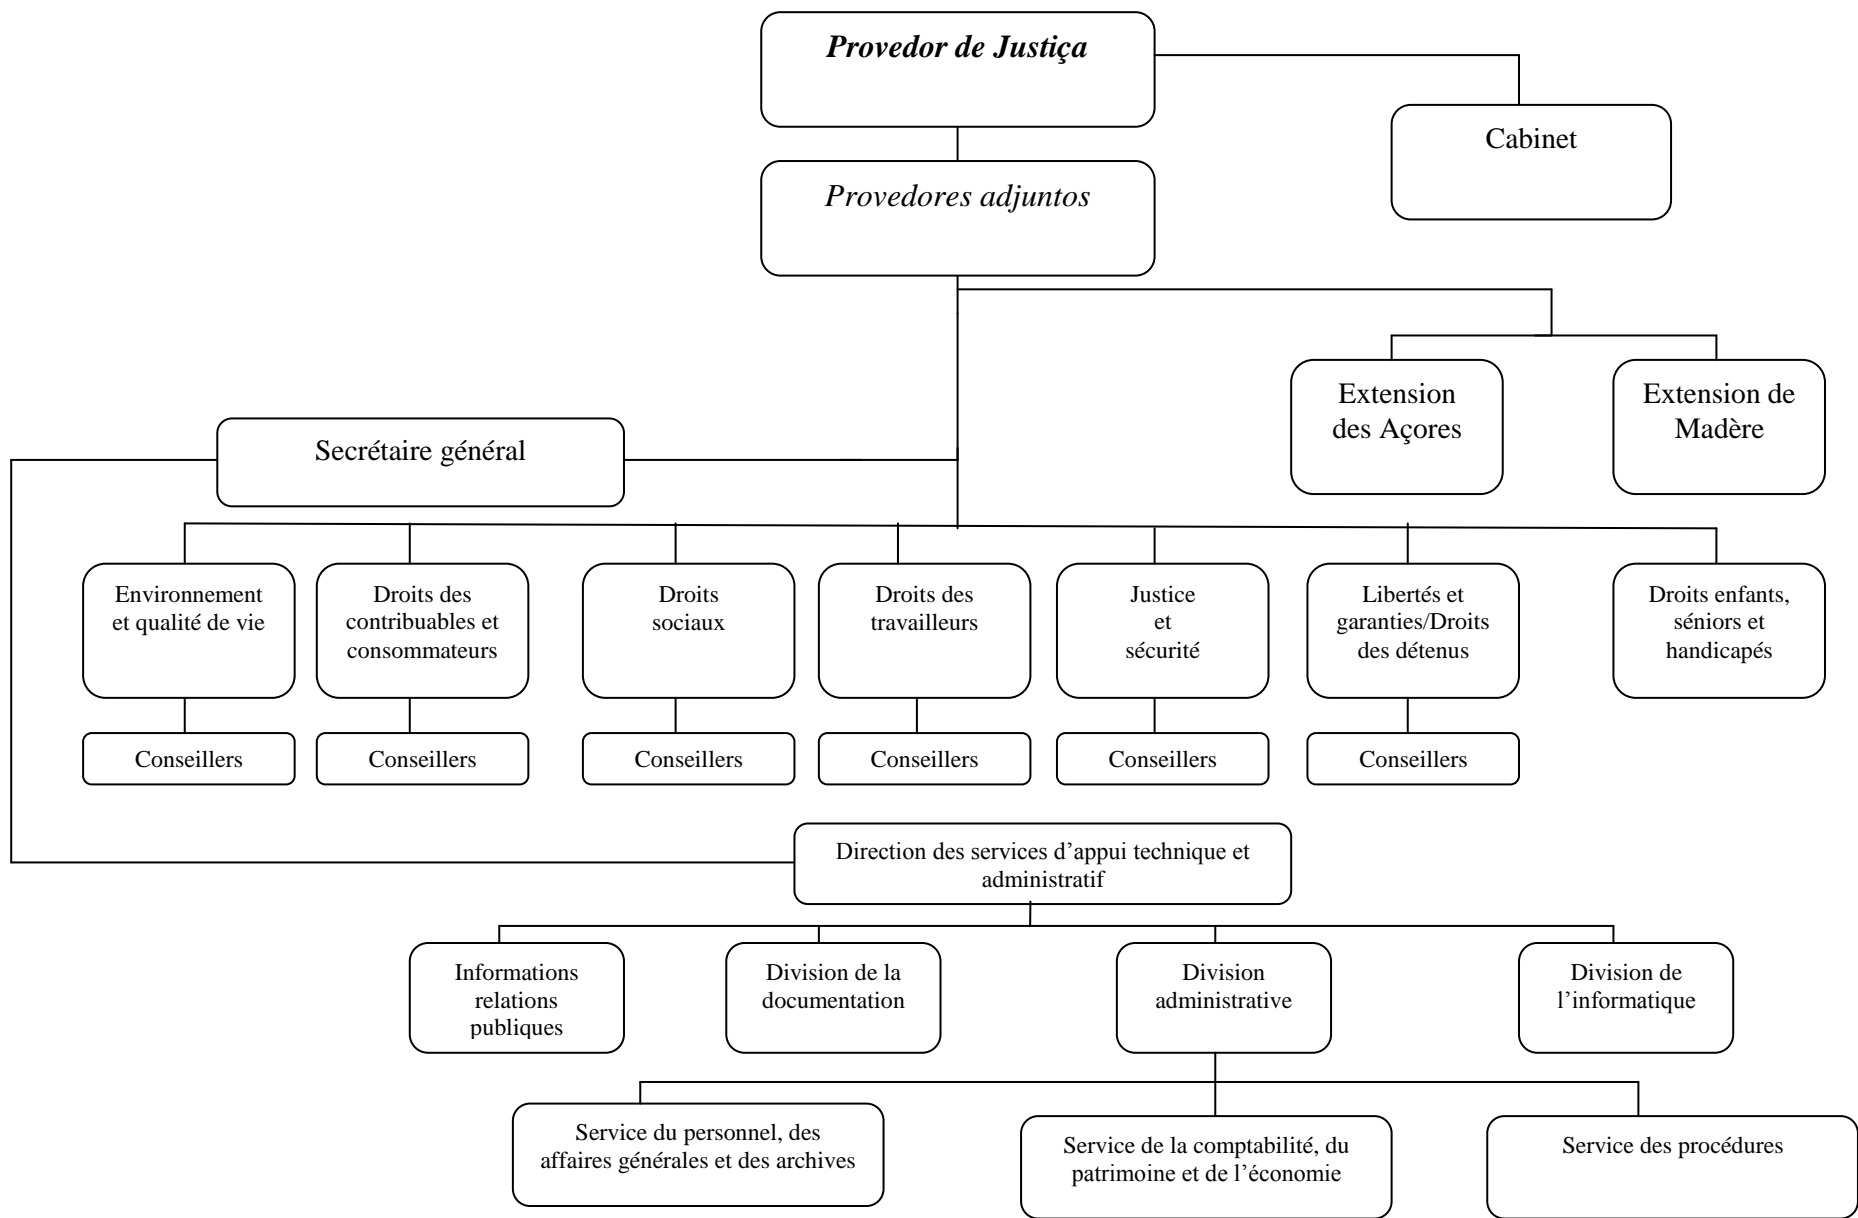 Provedor de Justiça
Cabinet
Provedores adjuntos
Extension
des Açores
Extension de
Madère
Secrétaire général
Environnement
et qualité de vie
Droits des
contribuables et
consommateurs
Droits
sociaux
Droits des
travailleurs
Justice
et
sécurité
Libertés et
garanties/Droits
des détenus
Droits enfants,
séniors et
handicapés
Conseillers
Conseillers
Conseillers
Conseillers
Conseillers
Conseillers
Direction des services d’appui technique et
administratif
Informations
relations
publiques
Division de la
documentation
Division
administrative
Division de
l’informatique
Service du personnel, des
affaires générales et des archives
Service de la comptabilité, du
patrimoine et de l’économie
Service des procédures